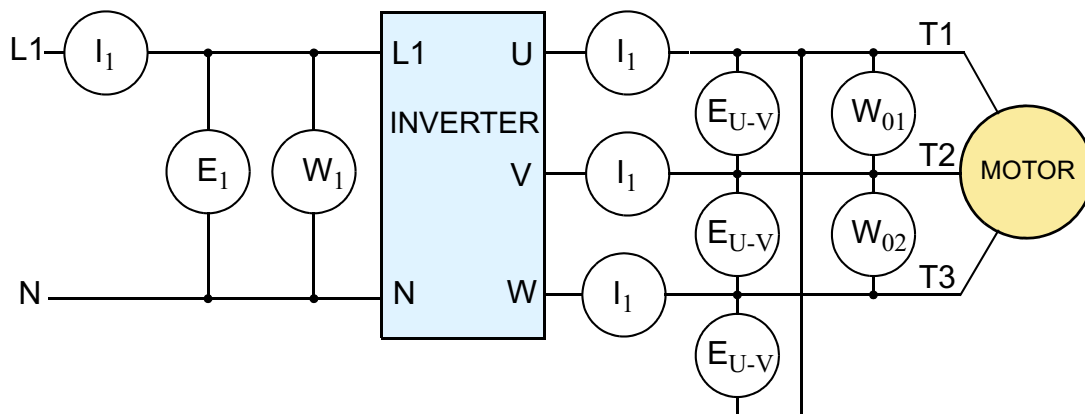 L1 I1 L1 U I1 T1
EU-V W01
INVERTER
E1 W1 V I1 T2 MOTOR
EU-V W02
N N W I1 T3
EU-V